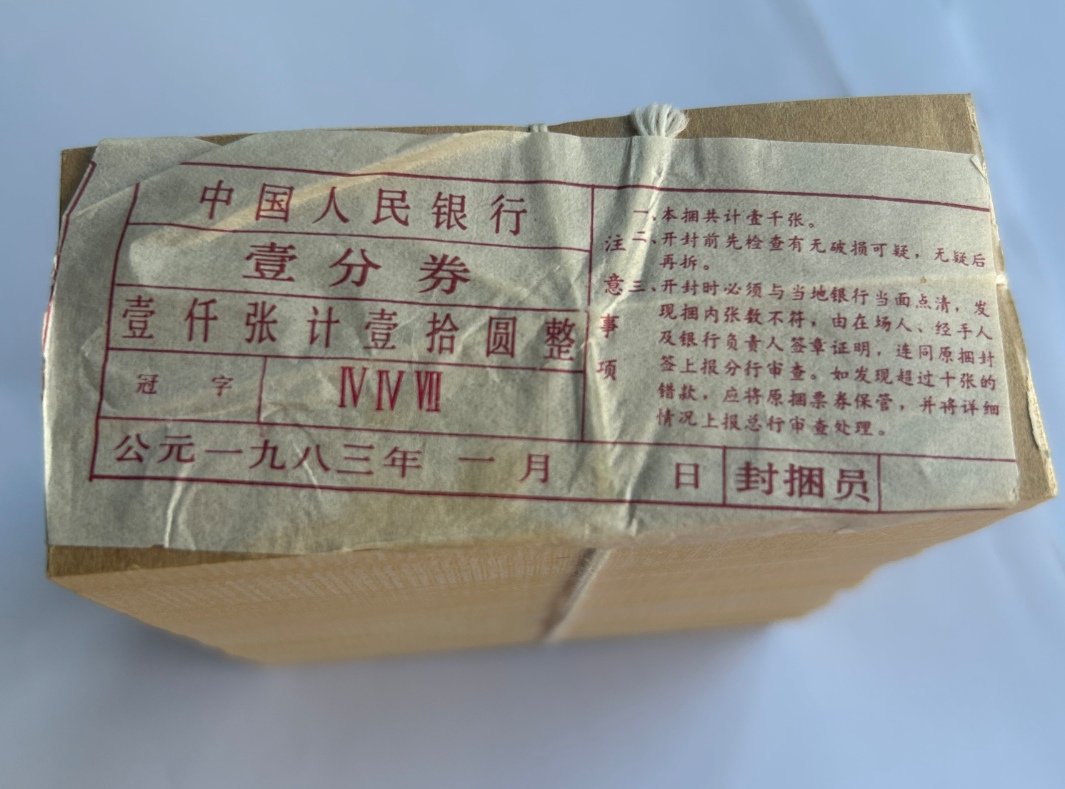 中国人民银行
壹分券
壹仟张计壹拾圆整
冠字 ⅣⅣⅦ
公元一九八三年 一月 日 封捆员
注意事项
一、本捆共计壹千张。
二、开封前先检查有无破损可疑，无疑后
再拆。
三、开封时必须与当地银行当面点清，发
现捆内张数不符，由在场人、经手人
及银行负责人签章证明，连同原捆封
签上报分行审查。如发现超过十张的
错款，应将原捆票券保管，并将详细
情况上报总行审查处理。